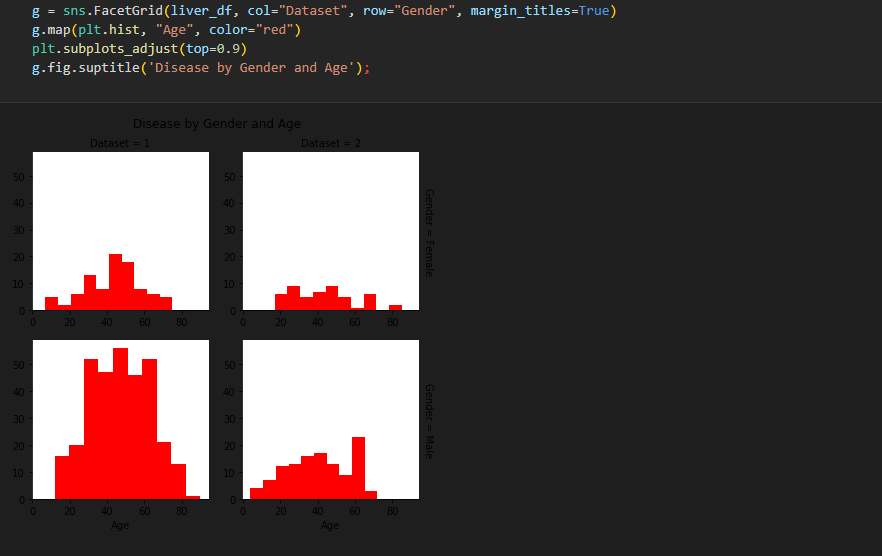 g = sns.FacetGrid(liver_df, col="Dataset", row="Gender", margin_titles=True)
g.map(plt.hist, "Age", color="red")
plt.subplots_adjust(top=0.9)
g.fig.suptitle('Disease by Gender and Age');
Disease by Gender and Age
Dataset = 1
Dataset = 2
50
40
30
20
10
0
0 20 40 60 80
50
40
30
20
10
0
0 20 40 60 80
Gender = Female
50
40
30
20
10
0
0 20 40 60 80
Age
50
40
30
20
10
0
0 20 40 60 80
Age
Gender = Male